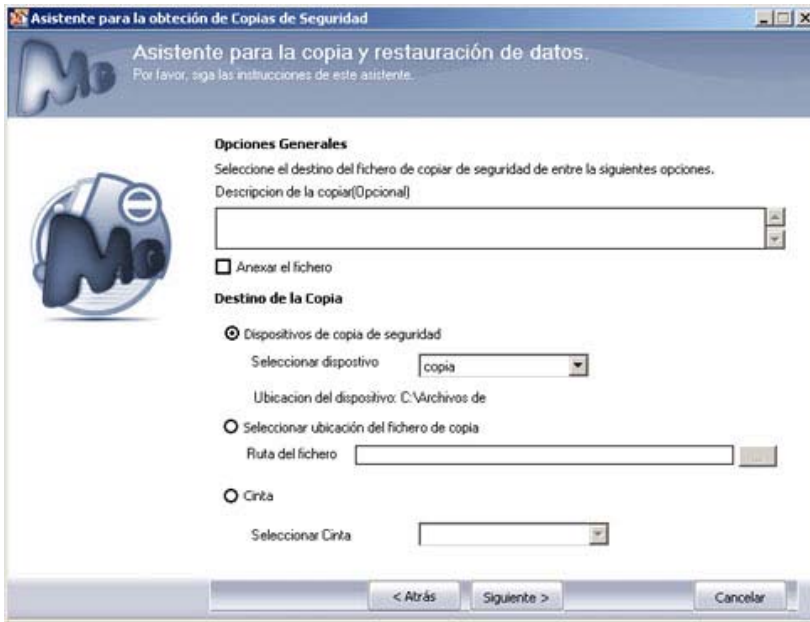 Asistente para la obteción de Copias de Seguridad
MG
Asistente para la copia y restauración de datos.
Por favor, siga las instrucciones de este asistente.
MG
Opciones Generales
Seleccione el destino del fichero de copiar de seguridad de entre la siguientes opciones.
Descripcion de la copiar(Opcional)
Anexar el fichero
Destino de la Copia
Dispositivos de copia de seguridad
Seleccionar dispostivo copia
Ubicacion del dispositivo: C:\Archivos de
Seleccionar ubicación del fichero de copia
Ruta del fichero ...
Cinta
Seleccionar Cinta
< Atrás Siguiente > Cancelar